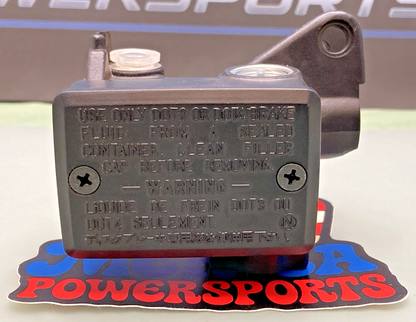 POWERSPORTS
USE ONLY DOT3 OR DOT4 BRAKE
FLUID FROM A SEALED
CONTAINER. CLEAN FILLER
CAP BEFORE REMOVING
— WARNING —
LIQUIDE DE FREIN DOT3 OU
DOT4 SEULEMENT
POWERSPORTS